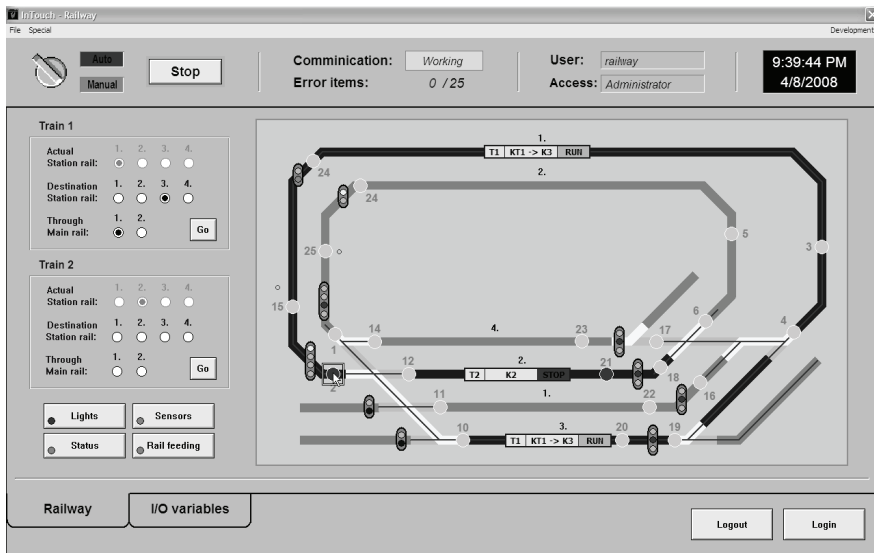 InTouch - Railway
File Special Development
Auto
Manual
Stop
Comminication: Working
Error items: 0 / 25
User: railway
Access: Administrator
9:39:44 PM
4/8/2008
Train 1
Actual
Station rail:
1. 2. 3. 4.
Destination
Station rail:
1. 2. 3. 4.
Through
Main rail:
1. 2.
Go
Train 2
Actual
Station rail:
1. 2. 3. 4.
Destination
Station rail:
1. 2. 3. 4.
Through
Main rail:
1. 2.
Go
Lights
Sensors
Status
Rail feeding
1.
T1 KT1 -> K3 RUN
24
2.
24
5
3
25
15
6
4
1
14
4.
23
17
12
2.
21
T2 K2 STOP
18
2
1.
16
11
22
10
3.
20
19
T1 KT1 -> K3 RUN
Railway
I/O variables
Logout
Login